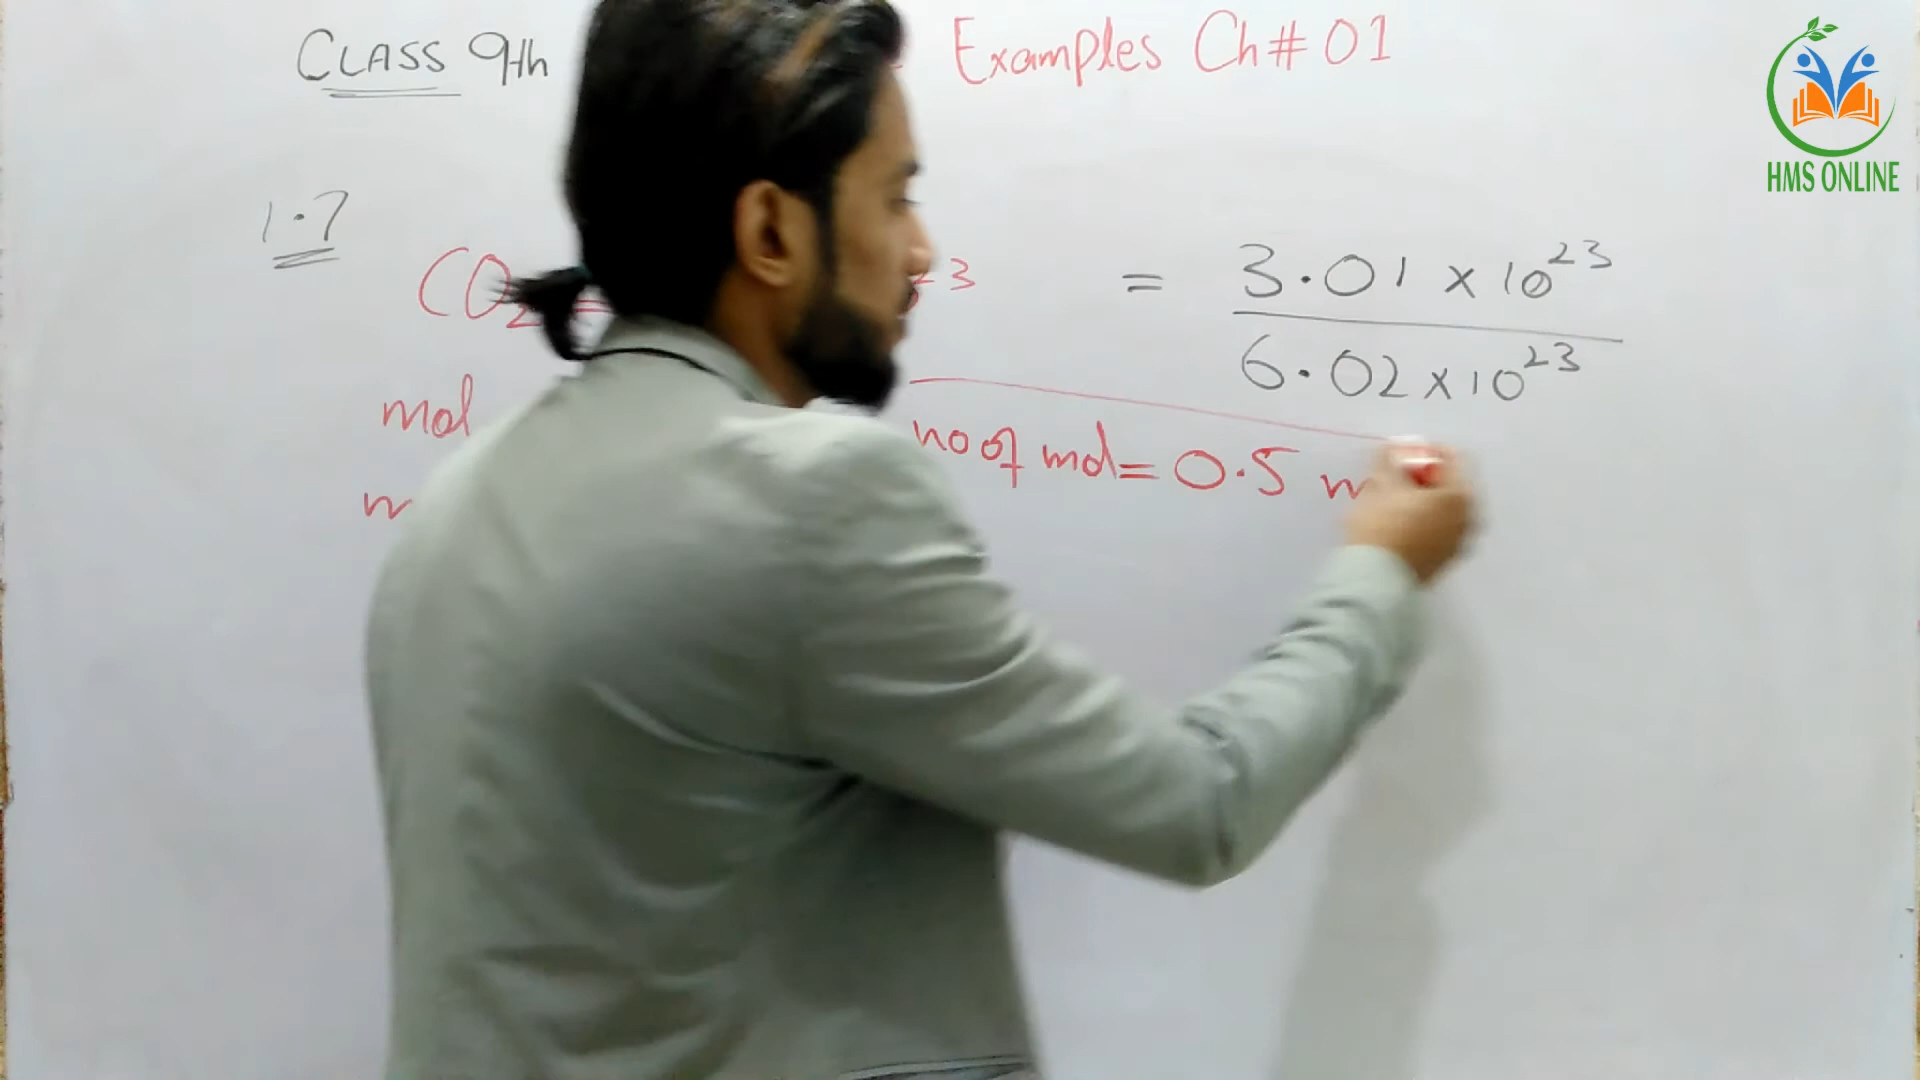 CLASS 9th Examples Ch# 01
HMS ONLINE
1.7
CO₂ = 3
= 3.01 x 10²³
6.02 x 10²³
mol
no of mol = 0.5 m